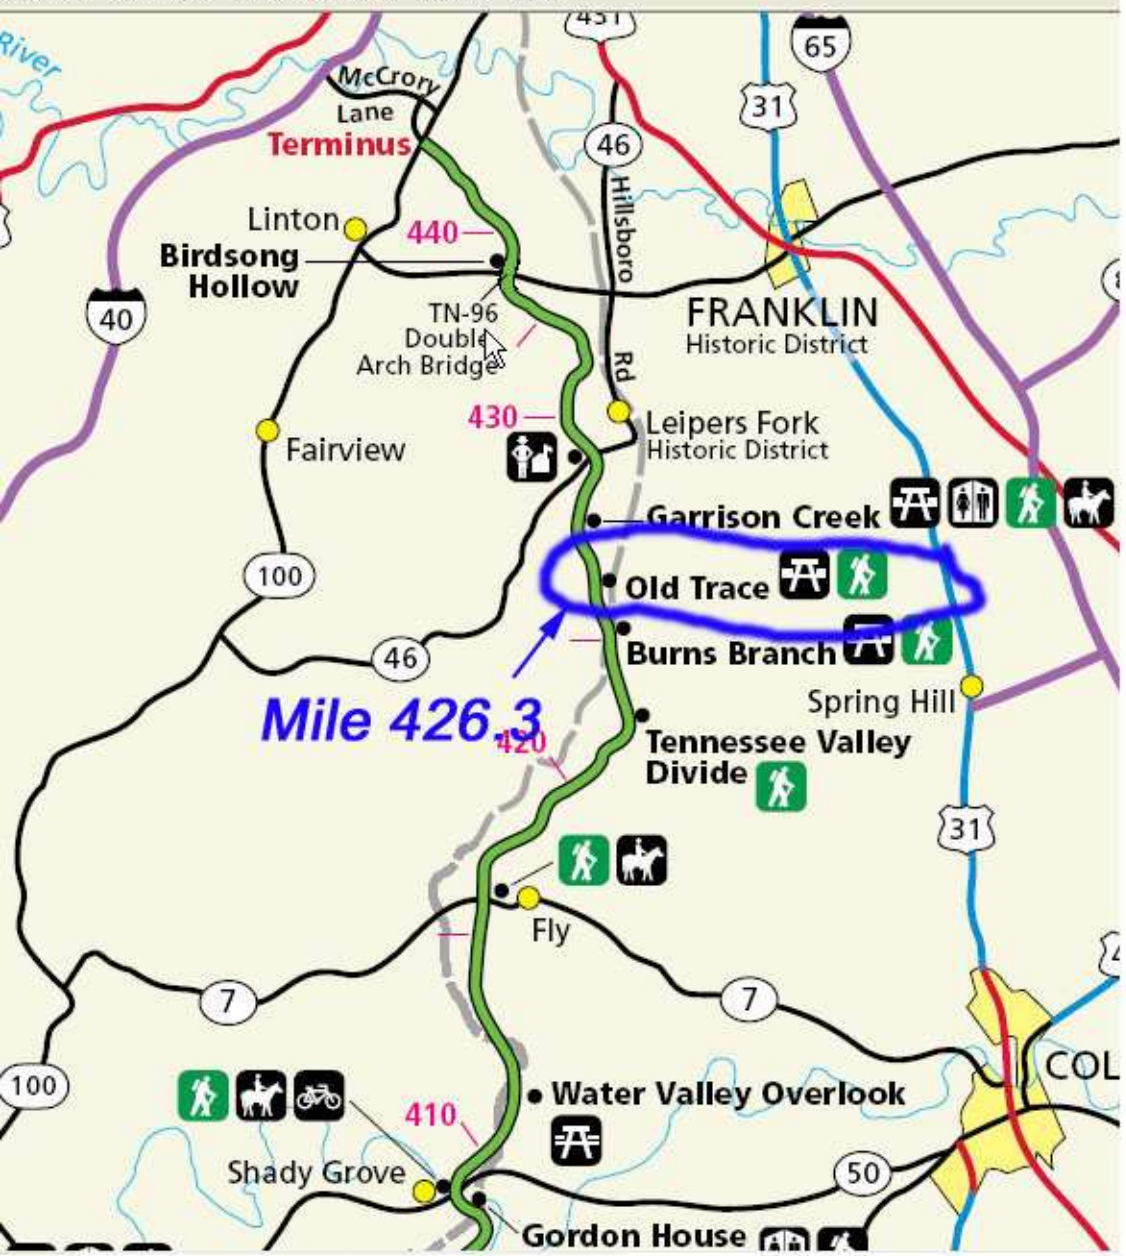 River
McCrory
Lane
Terminus
431
65
31
46
Hillsboro
Rd
Linton
440
Birdsong
Hollow
40
TN-96
Double
Arch Bridge
FRANKLIN
Historic District
430
Leipers Fork
Historic District
Fairview
Garrison Creek
100
Old Trace
46
Burns Branch
Spring Hill
Mile 426.3
420
Tennessee Valley
Divide
31
Fly
7
7
100
COL
Water Valley Overlook
410
Shady Grove
50
Gordon House